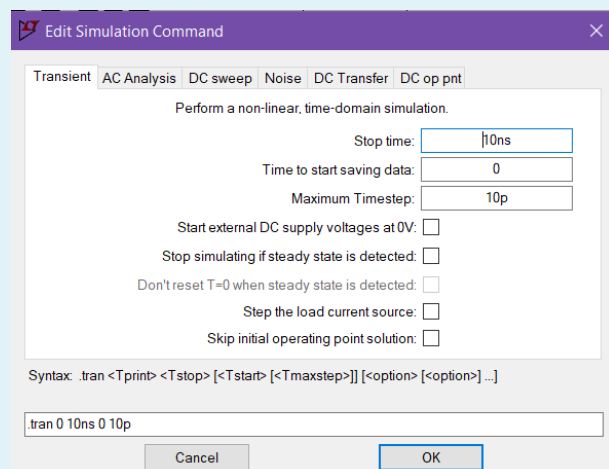 Edit Simulation Command
Transient AC Analysis DC sweep Noise DC Transfer DC op pnt
Perform a non-linear, time-domain simulation.
Stop time: 10ns
Time to start saving data: 0
Maximum Timestep: 10p
Start external DC supply voltages at 0V:
Stop simulating if steady state is detected:
Don't reset T=0 when steady state is detected:
Step the load current source:
Skip initial operating point solution:
Syntax: .tran <Tprint> <Tstop> [<Tstart> [<Tmaxstep>]] [<option> [<option>] ...]
.tran 0 10ns 0 10p
Cancel OK